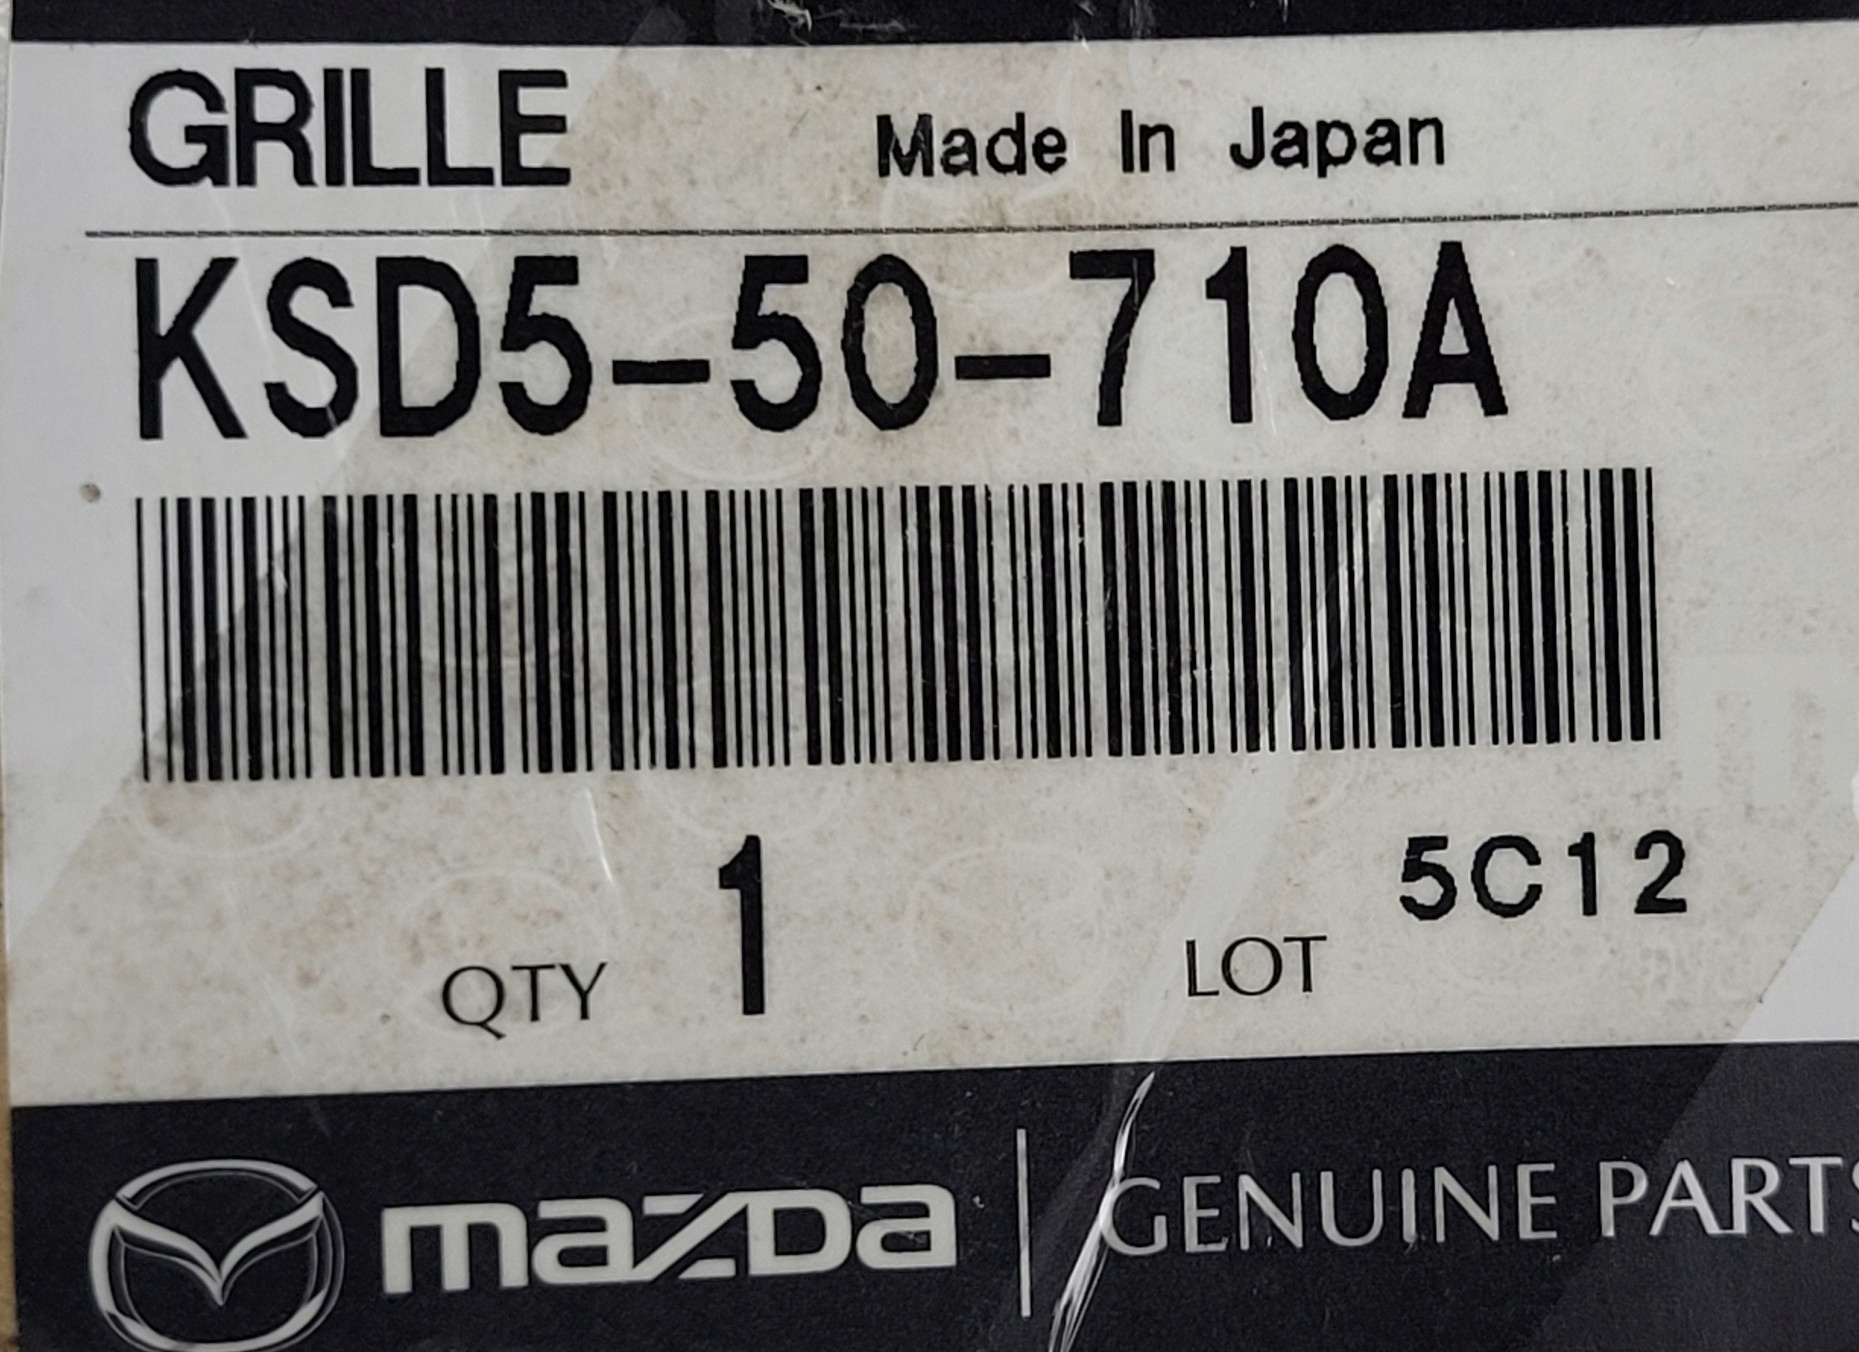 GRILLE Made In Japan
KSD5-50-710A
QTY 1 LOT 5C12
mazda GENUINE PARTS